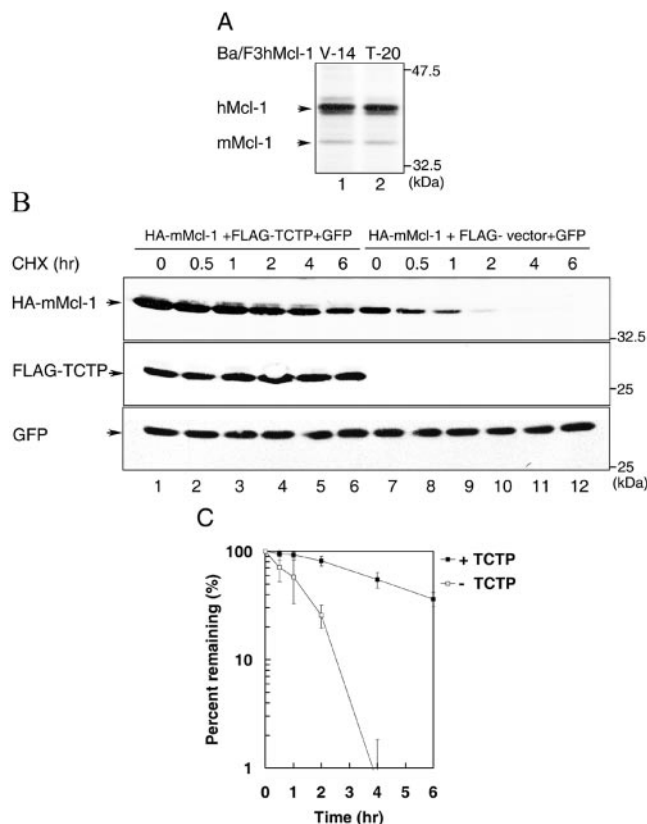 A
Ba/F3hMcl-1 V-14 T-20
47.5
hMcl-1
mMcl-1
32.5
1 2 (kDa)
B
HA-mMcl-1 +FLAG-TCTP+GFP HA-mMcl-1 + FLAG- vector+GFP
CHX (hr) 0 0.5 1 2 4 6 0 0.5 1 2 4 6
HA-mMcl-1
32.5
FLAG-TCTP
25
GFP
25
1 2 3 4 5 6 7 8 9 10 11 12 (kDa)
C
100
10
1
Percent remaining (%)
+ TCTP
- TCTP
0 1 2 3 4 5 6
Time (hr)